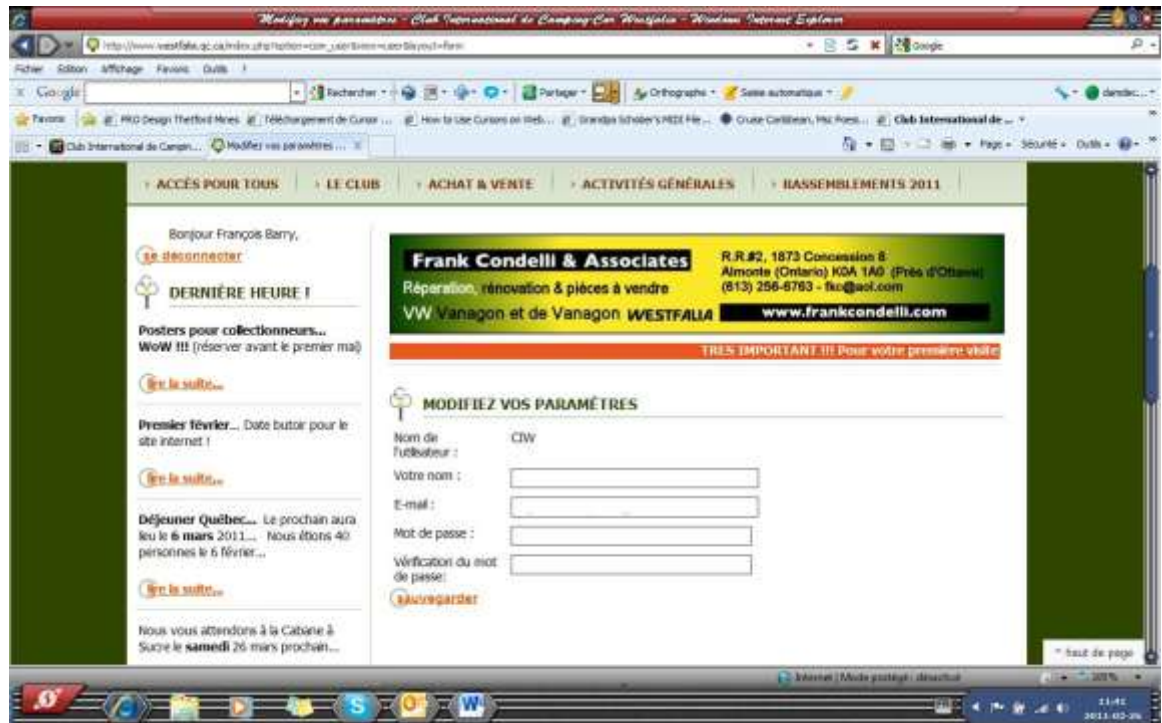 Modifiez vos paramètres - Club International de Camping-Car Westfalia - Windows Internet Explorer
Google
Fichier Edition Affichage Favoris Outils ?
Google
Rechercher
Partager
Orthographe
Saisie automatique
Favoris
PRO Design Thetford Mines
Téléchargement de Cursor ...
How to Use Cursors on Web...
Grandpa Schober's MIDI File...
Club International de ...
Club International de Campin...
Modifiez vos paramètres ...
Page
Sécurité
Outils
ACCÈS POUR TOUS
LE CLUB
ACHAT & VENTE
ACTIVITÉS GÉNÉRALES
RASSEMBLEMENTS 2011
Bonjour François Barry,
se déconnecter
DERNIÈRE HEURE !
Posters pour collectionneurs...
WoW !!! (réserver avant le premier mai)
lire la suite...
Premier février... Date butoir pour le
site internet !
lire la suite...
Déjeuner Québec... Le prochain aura
lieu le 6 mars 2011... Nous étions 40
personnes le 6 février...
lire la suite...
Nous vous attendons à la Cabane à
Sucre le samedi 26 mars prochain...
Frank Condelli & Associates
Réparation, rénovation & pièces à vendre
VW Vanagon et de Vanagon WESTFALIA
R.R.#2, 1873 Concession 8
Almonte (Ontario) K0A 1A0 (Près d'Ottawa)
(613) 256-6763 - fkc@aol.com
www.frankcondelli.com
TRES IMPORTANT !!! Pour votre première visite
MODIFIEZ VOS PARAMÈTRES
Nom de
l'utilisateur :
CIW
Votre nom :
E-mail :
Mot de passe :
Vérification du mot
de passe:
sauvegarder
^ haut de page
Internet | Mode protégé : désactivé
11:41
2011-02-26